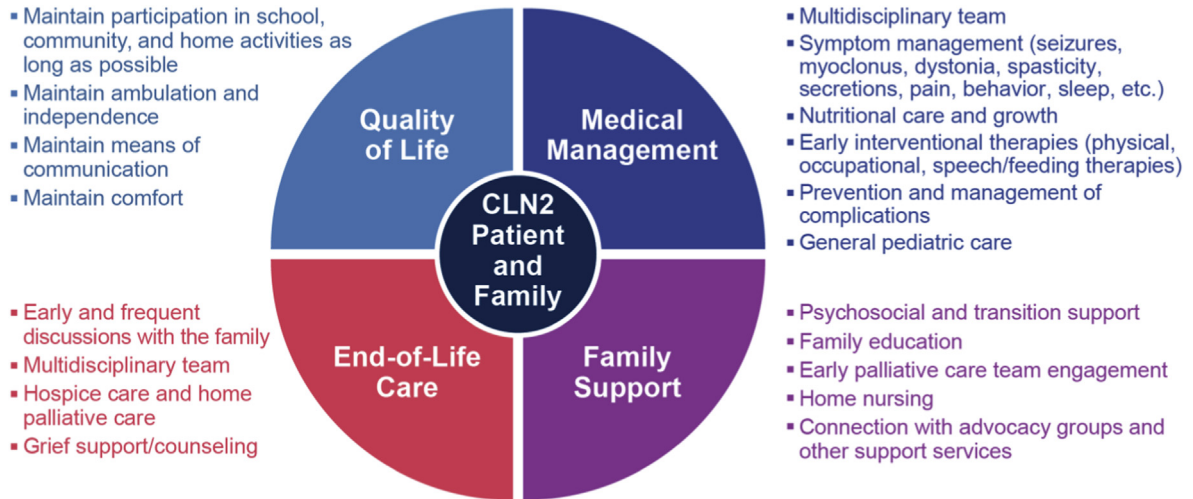 ▪ Maintain participation in school,
community, and home activities as
long as possible
▪ Maintain ambulation and
independence
▪ Maintain means of
communication
▪ Maintain comfort
Quality
of Life
Medical
Management
▪ Multidisciplinary team
▪ Symptom management (seizures,
myoclonus, dystonia, spasticity,
secretions, pain, behavior, sleep, etc.)
▪ Nutritional care and growth
▪ Early interventional therapies (physical,
occupational, speech/feeding therapies)
▪ Prevention and management of
complications
▪ General pediatric care
CLN2
Patient
and
Family
▪ Early and frequent
discussions with the family
▪ Multidisciplinary team
▪ Hospice care and home
palliative care
▪ Grief support/counseling
End-of-Life
Care
Family
Support
▪ Psychosocial and transition support
▪ Family education
▪ Early palliative care team engagement
▪ Home nursing
▪ Connection with advocacy groups and
other support services